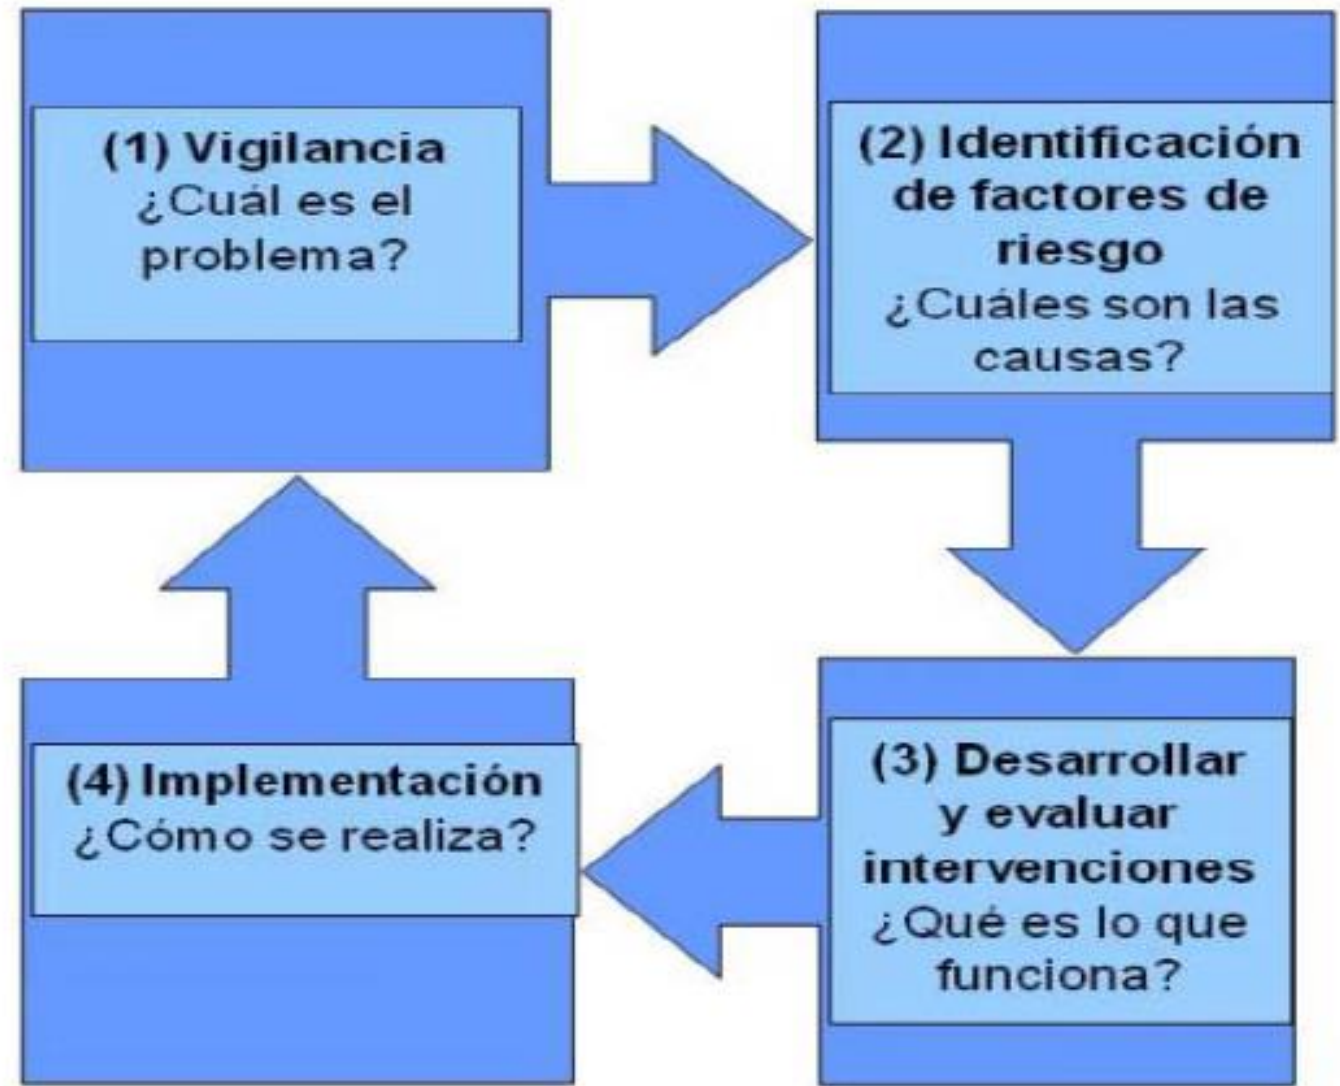 (1) Vigilancia
¿Cuál es el
problema?
(2) Identificación
de factores de
riesgo
¿Cuáles son las
causas?
(3) Desarrollar
y evaluar
intervenciones
¿Qué es lo que
funciona?
(4) Implementación
¿Cómo se realiza?